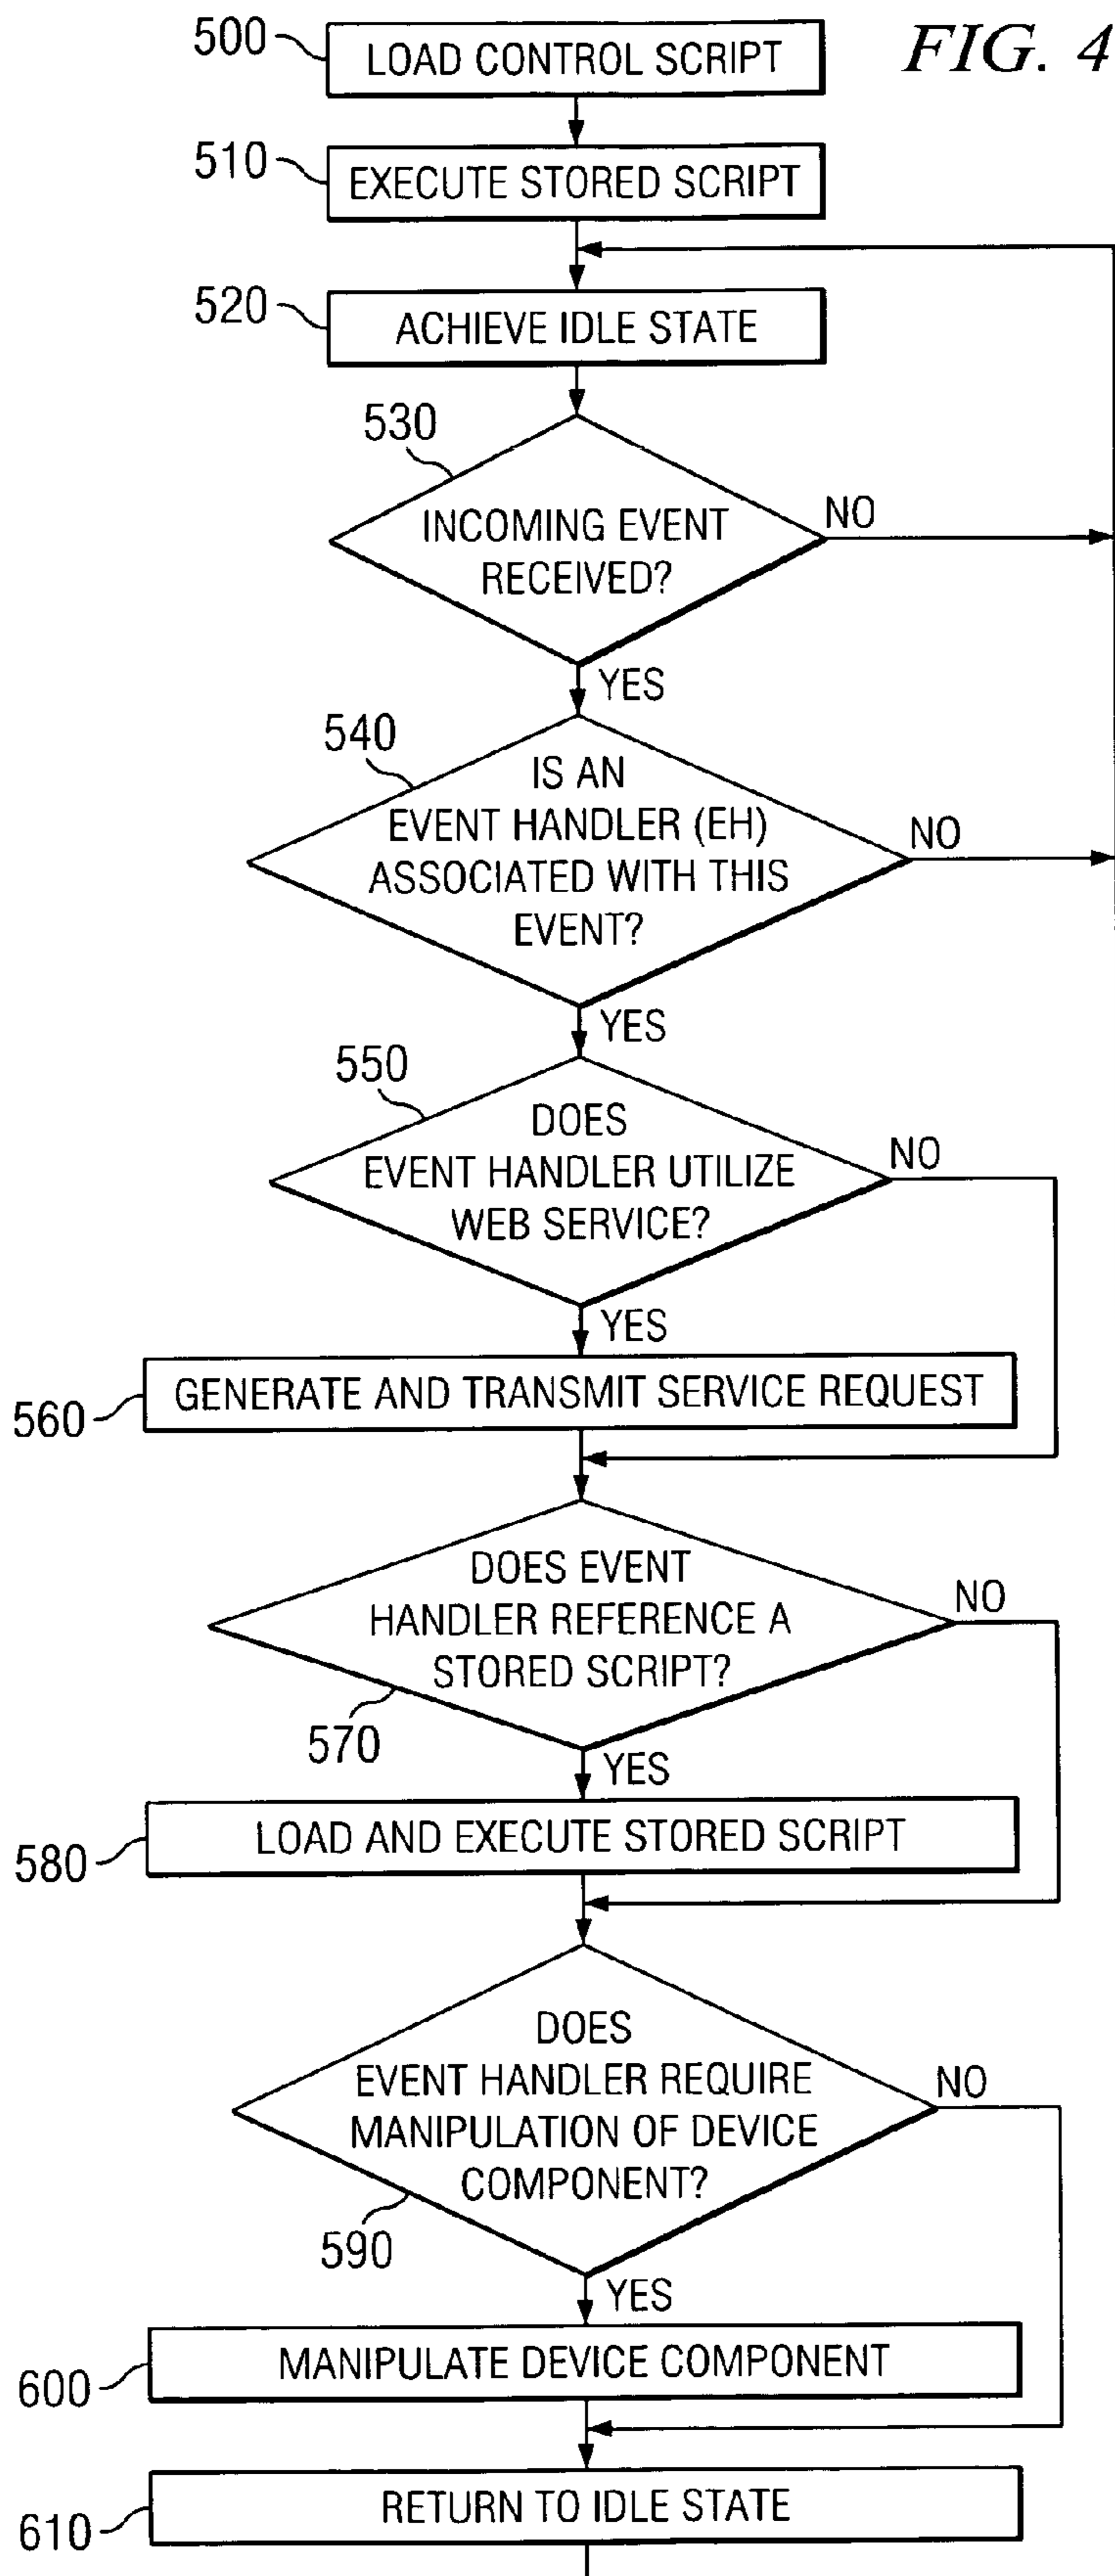 FIG. 4
500
LOAD CONTROL SCRIPT
510
EXECUTE STORED SCRIPT
520
ACHIEVE IDLE STATE
530
INCOMING EVENT
RECEIVED?
NO
YES
540
IS AN
EVENT HANDLER (EH)
ASSOCIATED WITH THIS
EVENT?
NO
YES
550
DOES
EVENT HANDLER UTILIZE
WEB SERVICE?
NO
YES
560
GENERATE AND TRANSMIT SERVICE REQUEST
DOES EVENT
HANDLER REFERENCE A
STORED SCRIPT?
NO
570
YES
580
LOAD AND EXECUTE STORED SCRIPT
DOES
EVENT HANDLER REQUIRE
MANIPULATION OF DEVICE
COMPONENT?
NO
590
YES
600
MANIPULATE DEVICE COMPONENT
610
RETURN TO IDLE STATE